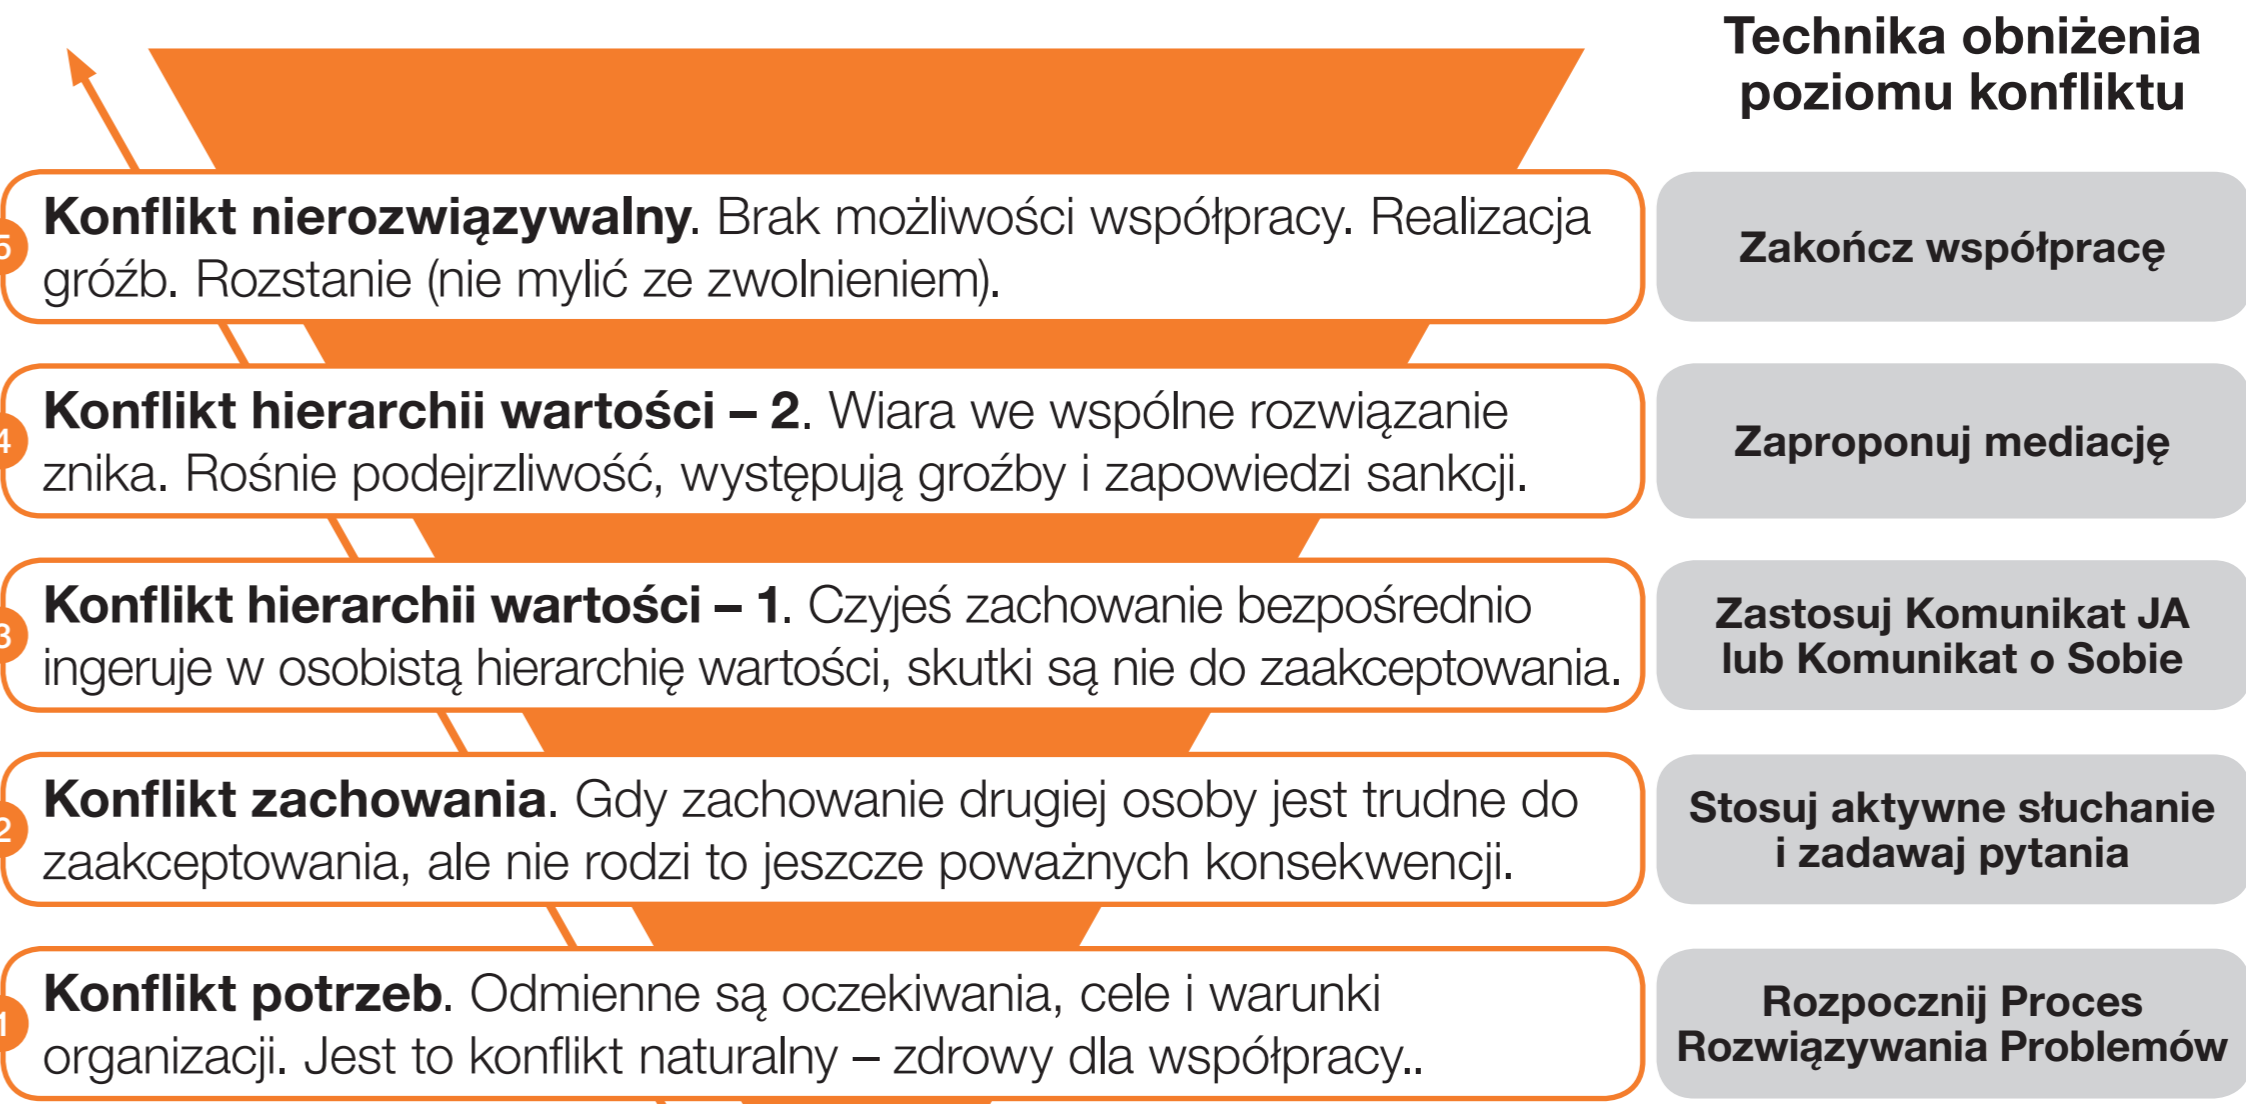 Technika obniżenia
poziomu konfliktu
5
Konflikt nierozwiązywalny. Brak możliwości współpracy. Realizacja
gróźb. Rozstanie (nie mylić ze zwolnieniem).
Zakończ współpracę
4
Konflikt hierarchii wartości – 2. Wiara we wspólne rozwiązanie
znika. Rośnie podejrzliwość, występują groźby i zapowiedzi sankcji.
Zaproponuj mediację
3
Konflikt hierarchii wartości – 1. Czyjeś zachowanie bezpośrednio
ingeruje w osobistą hierarchię wartości, skutki są nie do zaakceptowania.
Zastosuj Komunikat JA
lub Komunikat o Sobie
2
Konflikt zachowania. Gdy zachowanie drugiej osoby jest trudne do
zaakceptowania, ale nie rodzi to jeszcze poważnych konsekwencji.
Stosuj aktywne słuchanie
i zadawaj pytania
1
Konflikt potrzeb. Odmienne są oczekiwania, cele i warunki
organizacji. Jest to konflikt naturalny – zdrowy dla współpracy..
Rozpocznij Proces
Rozwiązywania Problemów